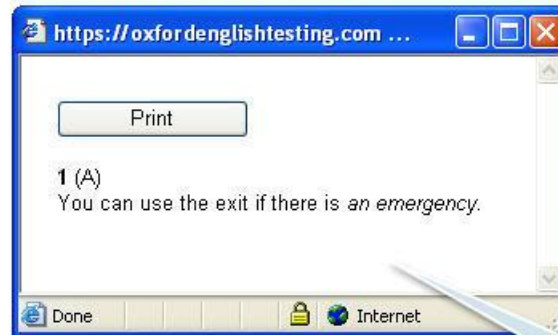 https://oxfordenglishtesting.com ...
Print
1 (A)
You can use the exit if there is an emergency.
Done
Internet